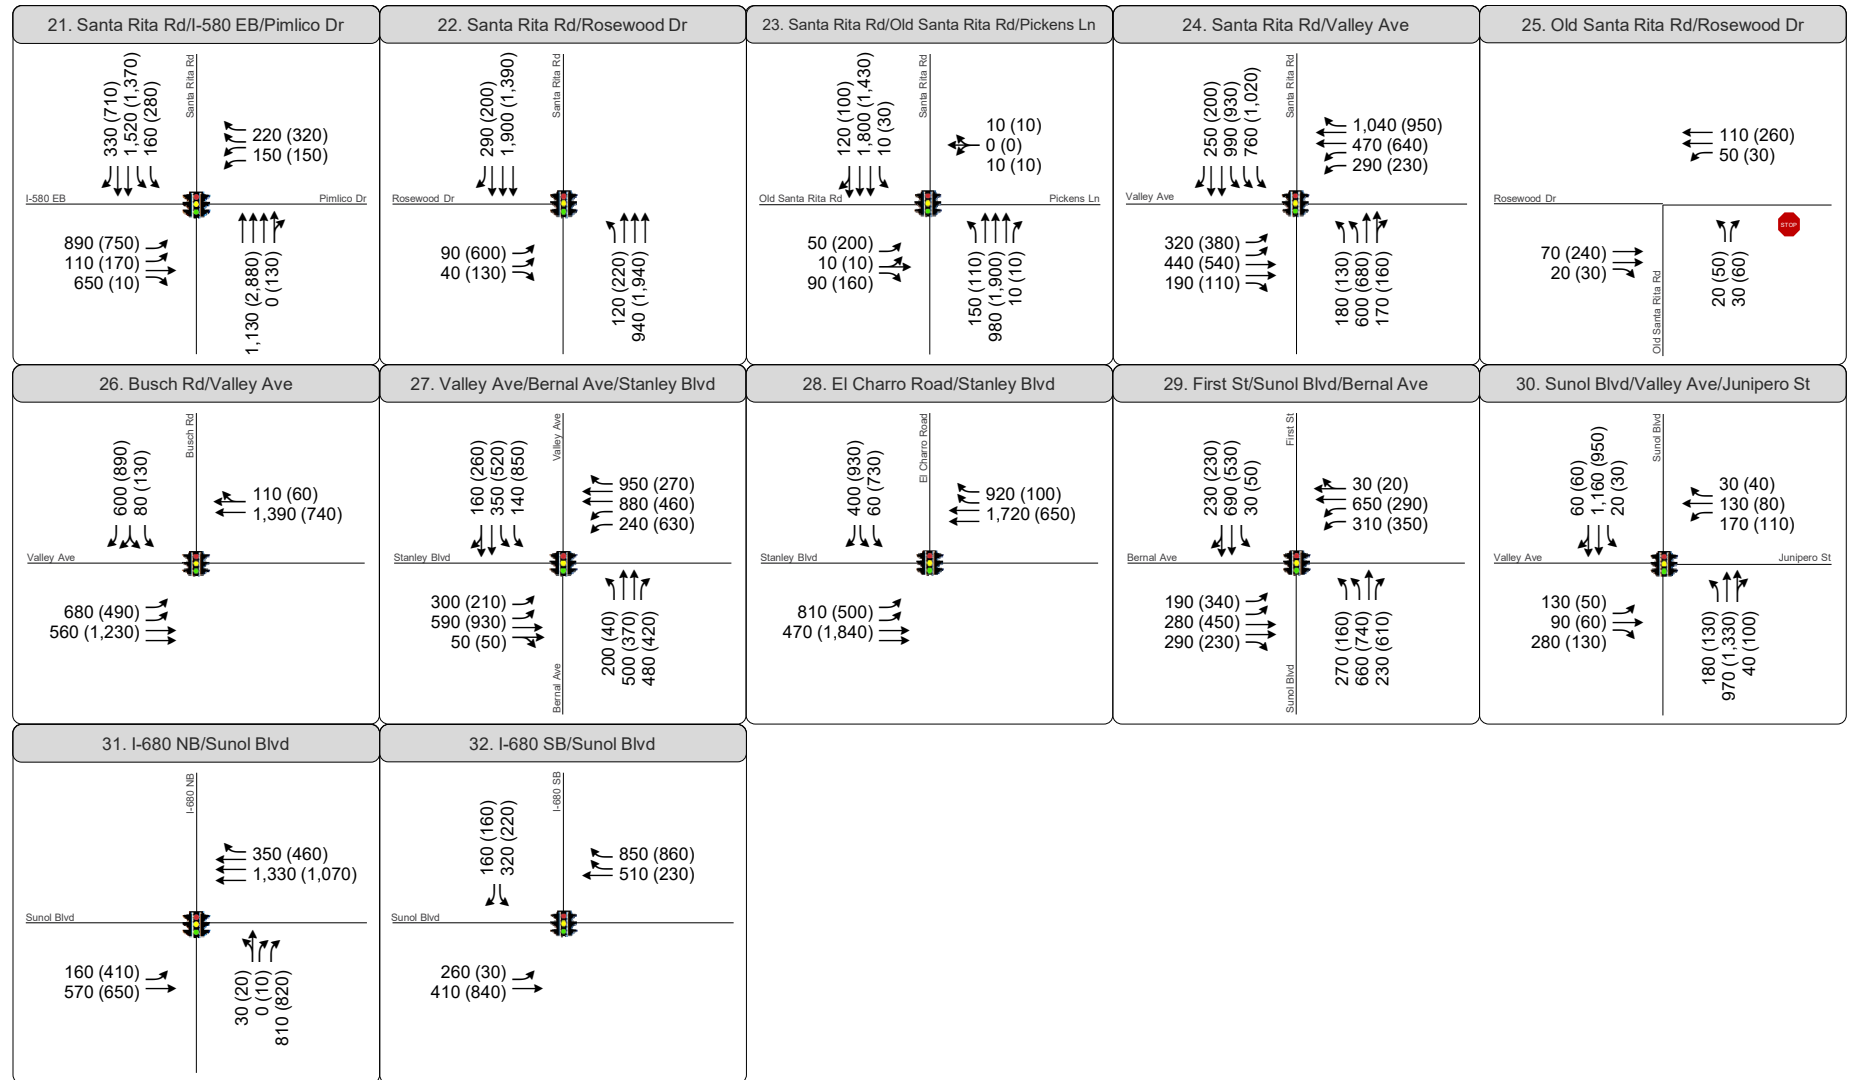 21. Santa Rita Rd/I-580 EB/Pimlico Dr
330 (710)
1,520 (1,370)
160 (280)
Santa Rita Rd
220 (320)
150 (150)
I-580 EB
Pimlico Dr
890 (750)
110 (170)
650 (10)
1,130 (2,880)
0 (130)
22. Santa Rita Rd/Rosewood Dr
290 (200)
1,900 (1,390)
Santa Rita Rd
Rosewood Dr
90 (600)
40 (130)
120 (220)
940 (1,940)
23. Santa Rita Rd/Old Santa Rita Rd/Pickens Ln
120 (100)
1,800 (1,430)
10 (30)
Santa Rita Rd
10 (10)
0 (0)
10 (10)
Old Santa Rita Rd
Pickens Ln
50 (200)
10 (10)
90 (160)
150 (110)
980 (1,900)
10 (10)
24. Santa Rita Rd/Valley Ave
250 (200)
990 (930)
760 (1,020)
Santa Rita Rd
1,040 (950)
470 (640)
290 (230)
Valley Ave
320 (380)
440 (540)
190 (110)
180 (130)
600 (680)
170 (160)
25. Old Santa Rita Rd/Rosewood Dr
110 (260)
50 (30)
Rosewood Dr
STOP
70 (240)
20 (30)
Old Santa Rita Rd
20 (50)
30 (60)
26. Busch Rd/Valley Ave
600 (890)
80 (130)
Busch Rd
110 (60)
1,390 (740)
Valley Ave
680 (490)
560 (1,230)
27. Valley Ave/Bernal Ave/Stanley Blvd
160 (260)
350 (520)
140 (850)
Valley Ave
950 (270)
880 (460)
240 (630)
Stanley Blvd
300 (210)
590 (930)
50 (50)
Bernal Ave
200 (40)
500 (370)
480 (420)
28. El Charro Road/Stanley Blvd
400 (930)
60 (730)
El Charro Road
920 (100)
1,720 (650)
Stanley Blvd
810 (500)
470 (1,840)
29. First St/Sunol Blvd/Bernal Ave
230 (230)
690 (530)
30 (50)
First St
30 (20)
650 (290)
310 (350)
Bernal Ave
190 (340)
280 (450)
290 (230)
Sunol Blvd
270 (160)
660 (740)
230 (610)
30. Sunol Blvd/Valley Ave/Junipero St
60 (60)
1,160 (950)
20 (30)
Sunol Blvd
30 (40)
130 (80)
170 (110)
Valley Ave
Junipero St
130 (50)
90 (60)
280 (130)
180 (130)
970 (1,330)
40 (100)
31. I-680 NB/Sunol Blvd
I-680 NB
350 (460)
1,330 (1,070)
Sunol Blvd
160 (410)
570 (650)
30 (20)
0 (10)
810 (820)
32. I-680 SB/Sunol Blvd
160 (160)
320 (220)
I-680 SB
850 (860)
510 (230)
Sunol Blvd
260 (30)
410 (840)